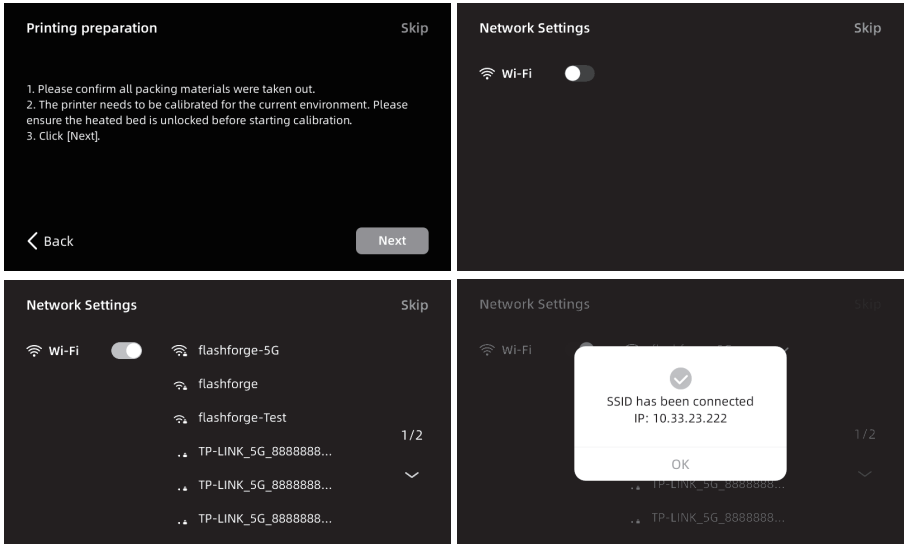 Printing preparation
Skip
1. Please confirm all packing materials were taken out.
2. The printer needs to be calibrated for the current environment. Please
ensure the heated bed is unlocked before starting calibration.
3. Click [Next].
Back
Next
Network Settings
Skip
Wi-Fi
Network Settings
Skip
Wi-Fi
flashforge-5G
flashforge
flashforge-Test
TP-LINK_5G_8888888...
TP-LINK_5G_8888888...
TP-LINK_5G_8888888...
1/2
Network Settings
Skip
Wi-Fi
SSID has been connected
IP: 10.33.23.222
OK
1/2
TP-LINK_5G_8888888...
TP-LINK_5G_8888888...